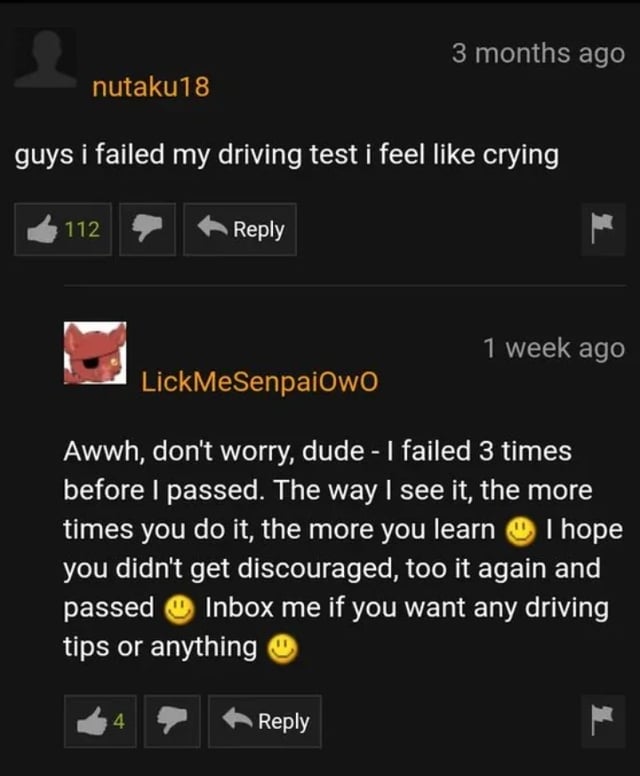 3 months ago
nutaku18
guys i failed my driving test i feel like crying
112
Reply
1 week ago
LickMeSenpaiOwO
Awwh, don't worry, dude - I failed 3 times
before I passed. The way I see it, the more
times you do it, the more you learn 🙂 I hope
you didn't get discouraged, too it again and
passed 🙂 Inbox me if you want any driving
tips or anything 🙂
4
Reply